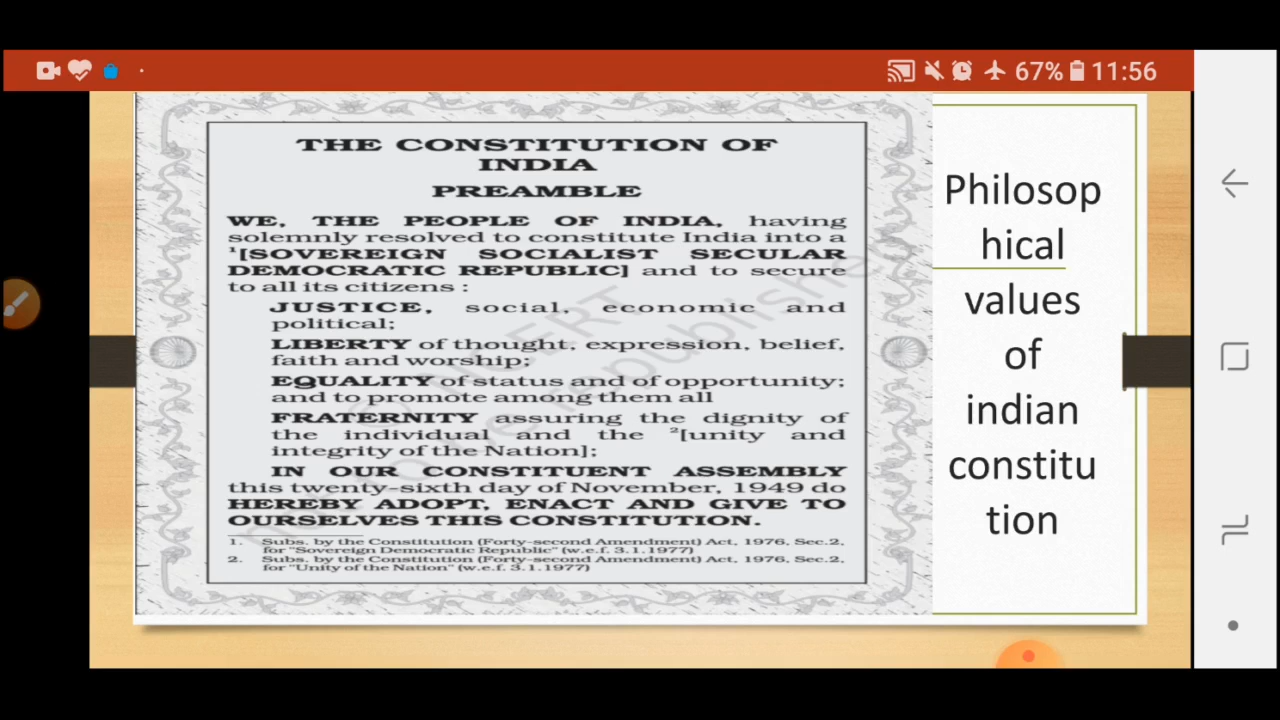 67% 11:56
THE CONSTITUTION OF
INDIA
PREAMBLE
WE, THE PEOPLE OF INDIA, having
solemnly resolved to constitute India into a
¹[SOVEREIGN SOCIALIST SECULAR
DEMOCRATIC REPUBLIC] and to secure
to all its citizens :
JUSTICE, social, economic and
political;
LIBERTY of thought, expression, belief,
faith and worship;
EQUALITY of status and of opportunity;
and to promote among them all
FRATERNITY assuring the dignity of
the individual and the ²[unity and
integrity of the Nation];
IN OUR CONSTITUENT ASSEMBLY
this twenty-sixth day of November, 1949 do
HEREBY ADOPT, ENACT AND GIVE TO
OURSELVES THIS CONSTITUTION.
1. Subs. by the Constitution (Forty-second Amendment) Act, 1976, Sec.2,
for "Sovereign Democratic Republic" (w.e.f. 3.1.1977)
2. Subs. by the Constitution (Forty-second Amendment) Act, 1976, Sec.2,
for "Unity of the Nation" (w.e.f. 3.1.1977)
Philosop
hical
values
of
indian
constitu
tion